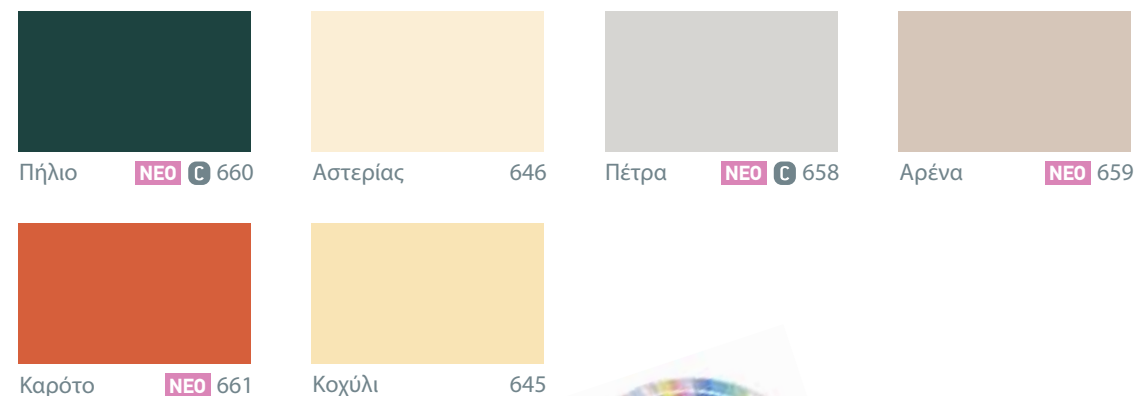 Πήλιο NEO C 660
Αστερίας 646
Πέτρα NEO C 658
Αρένα NEO 659
Καρότο NEO 661
Κοχύλι 645